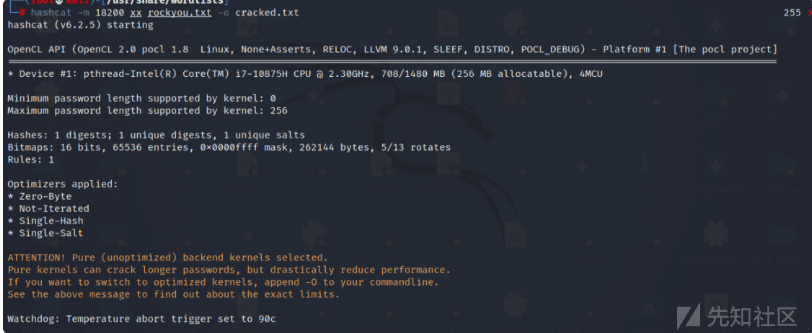 (root㉿kali)-[/usr/share/wordlists]
# hashcat -m 18200 xx rockyou.txt -o cracked.txt 255 ⨯
hashcat (v6.2.5) starting
OpenCL API (OpenCL 2.0 pocl 1.8 Linux, None+Asserts, RELOC, LLVM 9.0.1, SLEEF, DISTRO, POCL_DEBUG) - Platform #1 [The pocl project]
* Device #1: pthread-Intel(R) Core(TM) i7-10875H CPU @ 2.30GHz, 708/1480 MB (256 MB allocatable), 4MCU
Minimum password length supported by kernel: 0
Maximum password length supported by kernel: 256
Hashes: 1 digests; 1 unique digests, 1 unique salts
Bitmaps: 16 bits, 65536 entries, 0x0000ffff mask, 262144 bytes, 5/13 rotates
Rules: 1
Optimizers applied:
* Zero-Byte
* Not-Iterated
* Single-Hash
* Single-Salt
ATTENTION! Pure (unoptimized) backend kernels selected.
Pure kernels can crack longer passwords, but drastically reduce performance.
If you want to switch to optimized kernels, append -O to your commandline.
See the above message to find out about the exact limits.
Watchdog: Temperature abort trigger set to 90c
先知社区